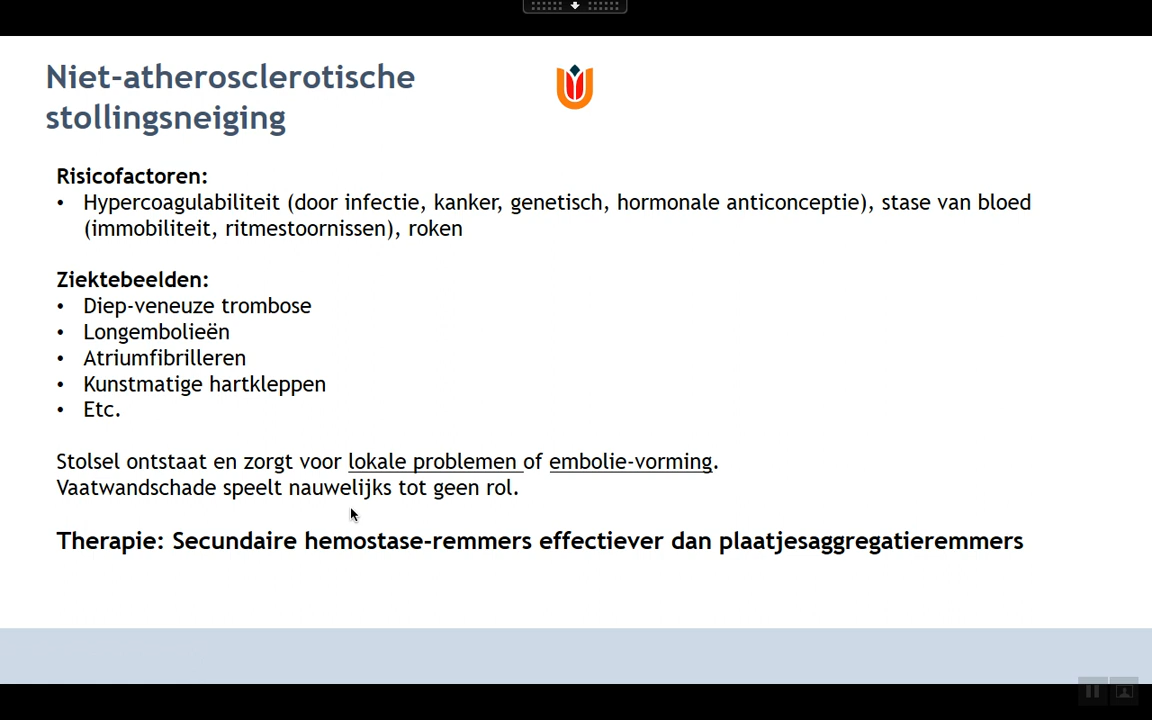 Niet-atherosclerotische
stollingsneiging
Risicofactoren:
• Hypercoagulabiliteit (door infectie, kanker, genetisch, hormonale anticonceptie), stase van bloed
(immobiliteit, ritmestoornissen), roken
Ziektebeelden:
• Diep-veneuze trombose
• Longembolieën
• Atriumfibrilleren
• Kunstmatige hartkleppen
• Etc.
Stolsel ontstaat en zorgt voor lokale problemen of embolie-vorming.
Vaatwandschade speelt nauwelijks tot geen rol.
Therapie: Secundaire hemostase-remmers effectiever dan plaatjesaggregatieremmers